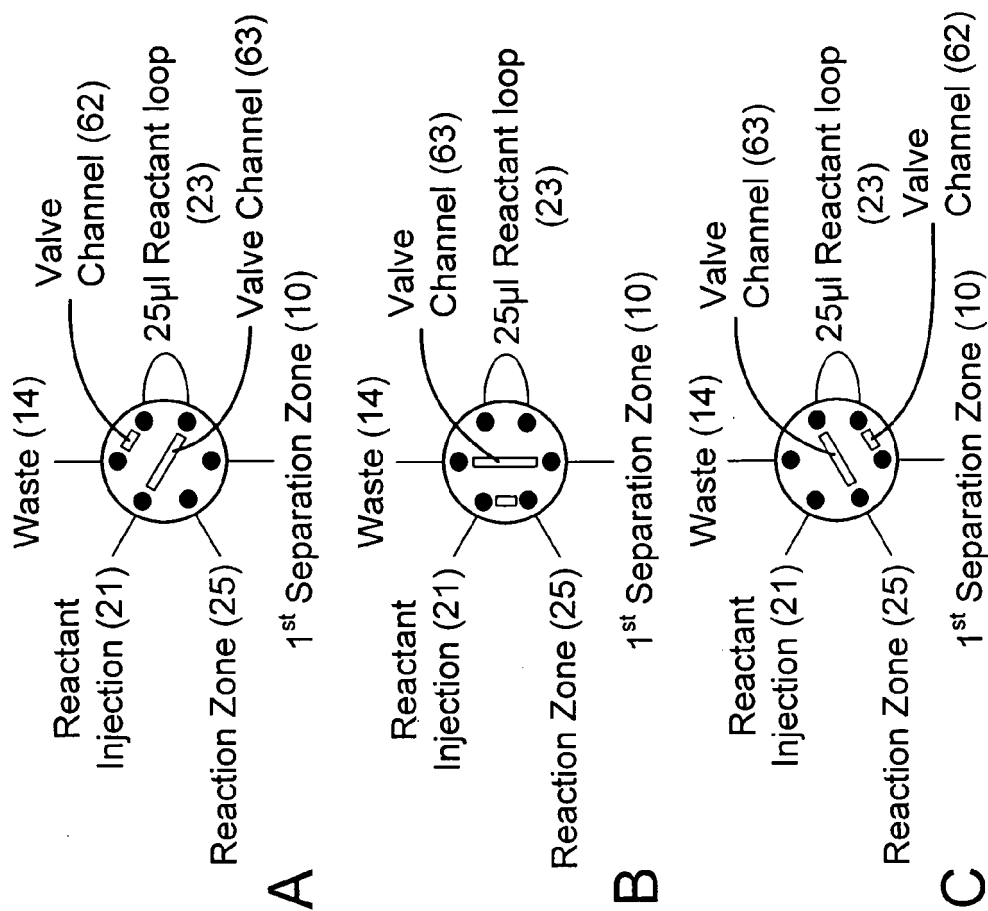 Waste (14)
Valve
Channel (62)
25µl Reactant loop
(23)
Valve Channel (63)
Reactant
Injection (21)
Reaction Zone (25)
1st Separation Zone (10)
A
Waste (14)
Valve
Channel (63)
25µl Reactant loop
(23)
Reactant
Injection (21)
Reaction Zone (25)
1st Separation Zone (10)
B
Waste (14)
Valve
Channel (63)
25µl Reactant loop
(23)
Valve
Channel (62)
Reactant
Injection (21)
Reaction Zone (25)
1st Separation Zone (10)
C